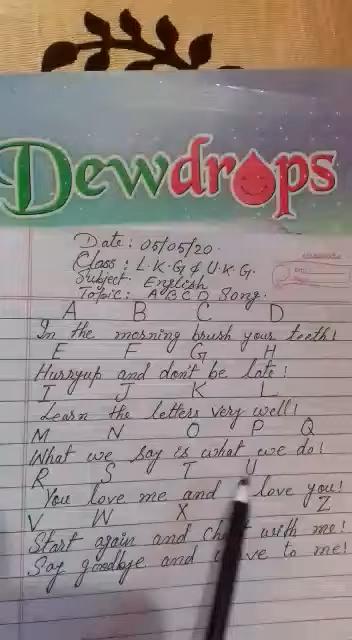 Dewdrops
Date: 05/05/20.
Class: L.K.G & U.K.G.
Subject: English
Topic: A B C D Song.
A B C D
In the morning brush your teeth!
E F G H
Hurryup and don't be late!
I J K L
Learn the letters very well!
M N O P Q
What we say is what we do!
R S T U
You love me and love you!
V W X Z
Start again and with me!
Say goodbye and to me!